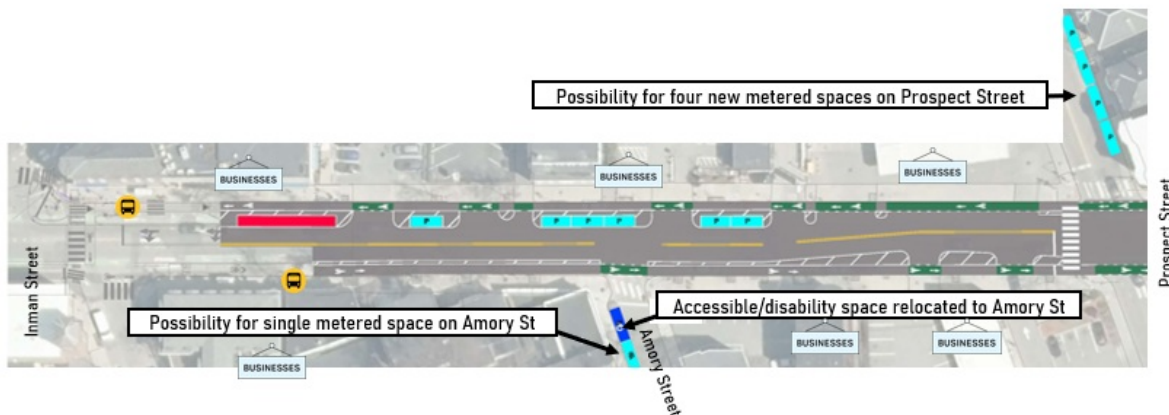 Possibility for four new metered spaces on Prospect Street
BUSINESSES
BUSINESSES
BUSINESSES
P
P
P
P
P
P
P
P
P
P
Inman Street
Prospect Street
Possibility for single metered space on Amory St
Accessible/disability space relocated to Amory St
Amory Street
BUSINESSES
BUSINESSES
BUSINESSES